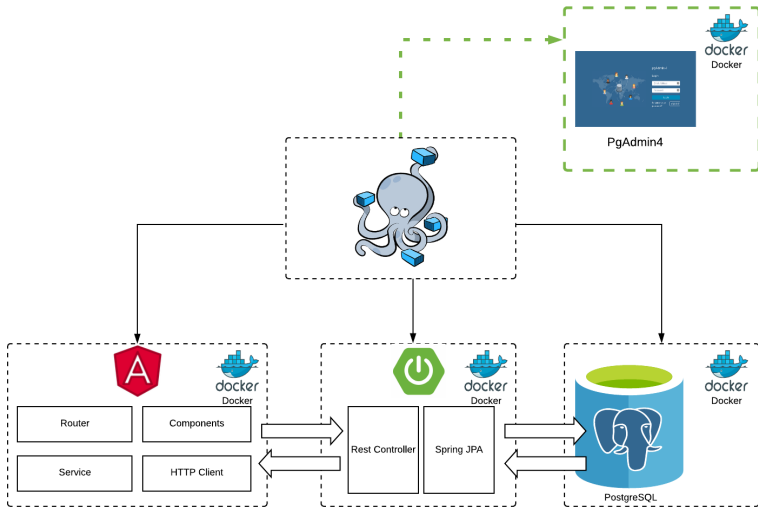 docker
Docker
PgAdmin4
docker
Docker
Router
Components
Service
HTTP Client
docker
Docker
Rest Controller
Spring JPA
docker
Docker
PostgreSQL